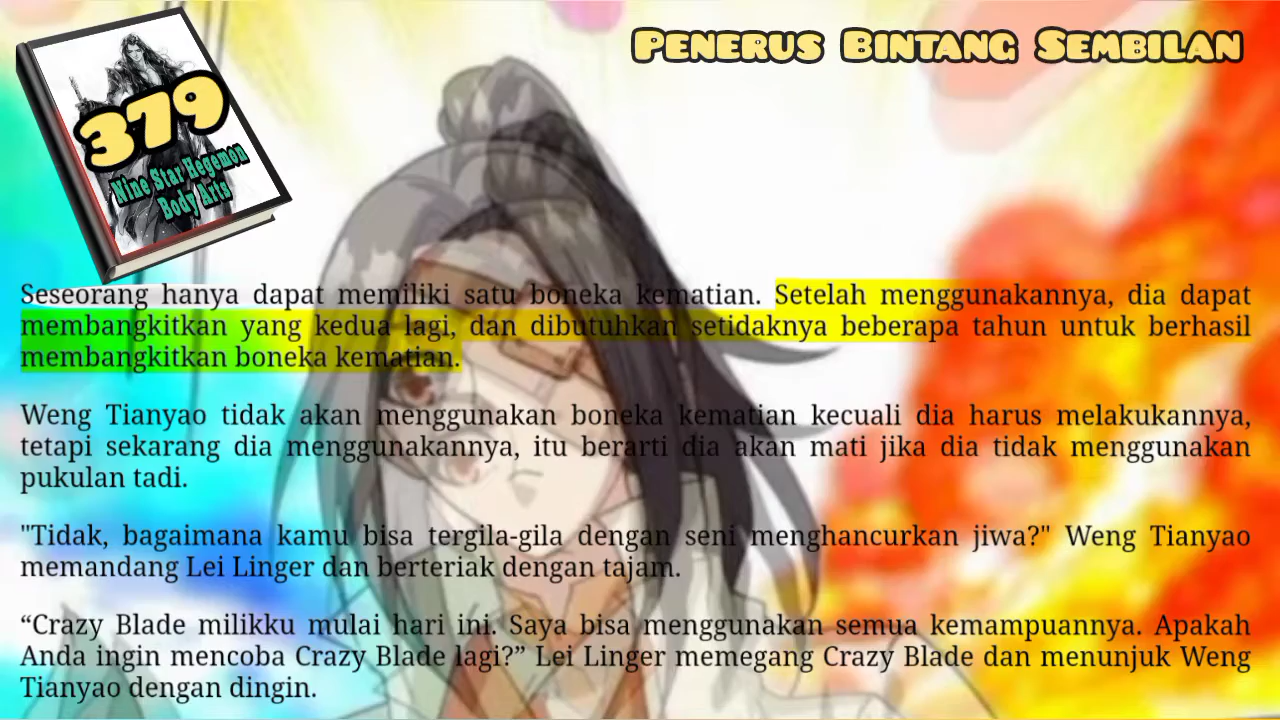 Penerus Bintang Sembilan
379
Nine Star Hegemon
Body Arts
Seseorang hanya dapat memiliki satu boneka kematian. Setelah menggunakannya, dia dapat
membangkitkan yang kedua lagi, dan dibutuhkan setidaknya beberapa tahun untuk berhasil
membangkitkan boneka kematian.
Weng Tianyao tidak akan menggunakan boneka kematian kecuali dia harus melakukannya,
tetapi sekarang dia menggunakannya, itu berarti dia akan mati jika dia tidak menggunakan
pukulan tadi.
"Tidak, bagaimana kamu bisa tergila-gila dengan seni menghancurkan jiwa?" Weng Tianyao
memandang Lei Linger dan berteriak dengan tajam.
“Crazy Blade milikku mulai hari ini. Saya bisa menggunakan semua kemampuannya. Apakah
Anda ingin mencoba Crazy Blade lagi?” Lei Linger memegang Crazy Blade dan menunjuk Weng
Tianyao dengan dingin.